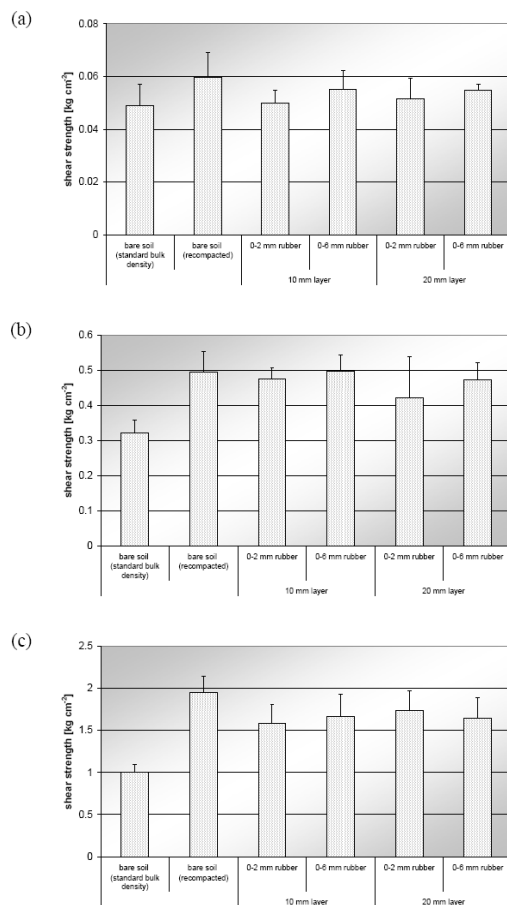 (a)
shear strength [kg cm-2]
0.08
0.06
0.04
0.02
0
bare soil (standard bulk density)
bare soil (recompacted)
0-2 mm rubber
0-6 mm rubber
0-2 mm rubber
0-6 mm rubber
10 mm layer
20 mm layer
(b)
shear strength [kg cm-2]
0.6
0.5
0.4
0.3
0.2
0.1
0
bare soil (standard bulk density)
bare soil (recompacted)
0-2 mm rubber
0-6 mm rubber
0-2 mm rubber
0-6 mm rubber
10 mm layer
20 mm layer
(c)
shear strength [kg cm-2]
2.5
2
1.5
1
0.5
0
bare soil (standard bulk density)
bare soil (recompacted)
0-2 mm rubber
0-6 mm rubber
0-2 mm rubber
0-6 mm rubber
10 mm layer
20 mm layer